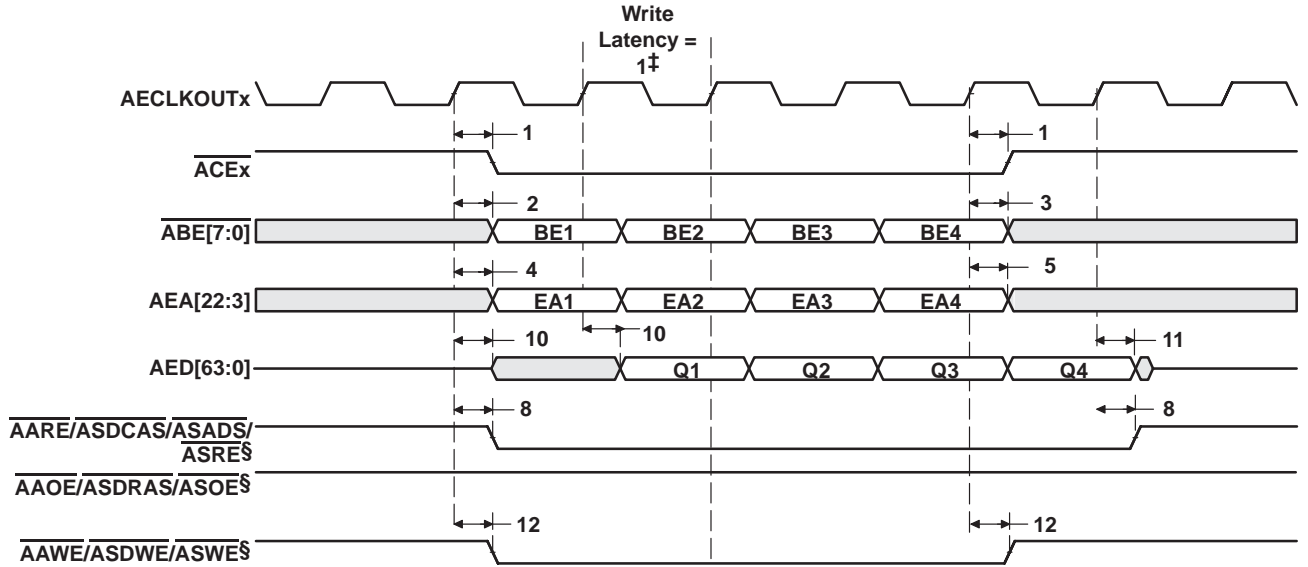 Write
Latency =
1‡
AECLKOUTx
1 1
ACEx
2 3
ABE[7:0] BE1 BE2 BE3 BE4
4 5
AEA[22:3] EA1 EA2 EA3 EA4
10 10 11
AED[63:0] Q1 Q2 Q3 Q4
8 8
AARE/ASDCAS/ASADS/
ASRE§
AAOE/ASDRAS/ASOE§
12 12
AAWE/ASDWE/ASWE§